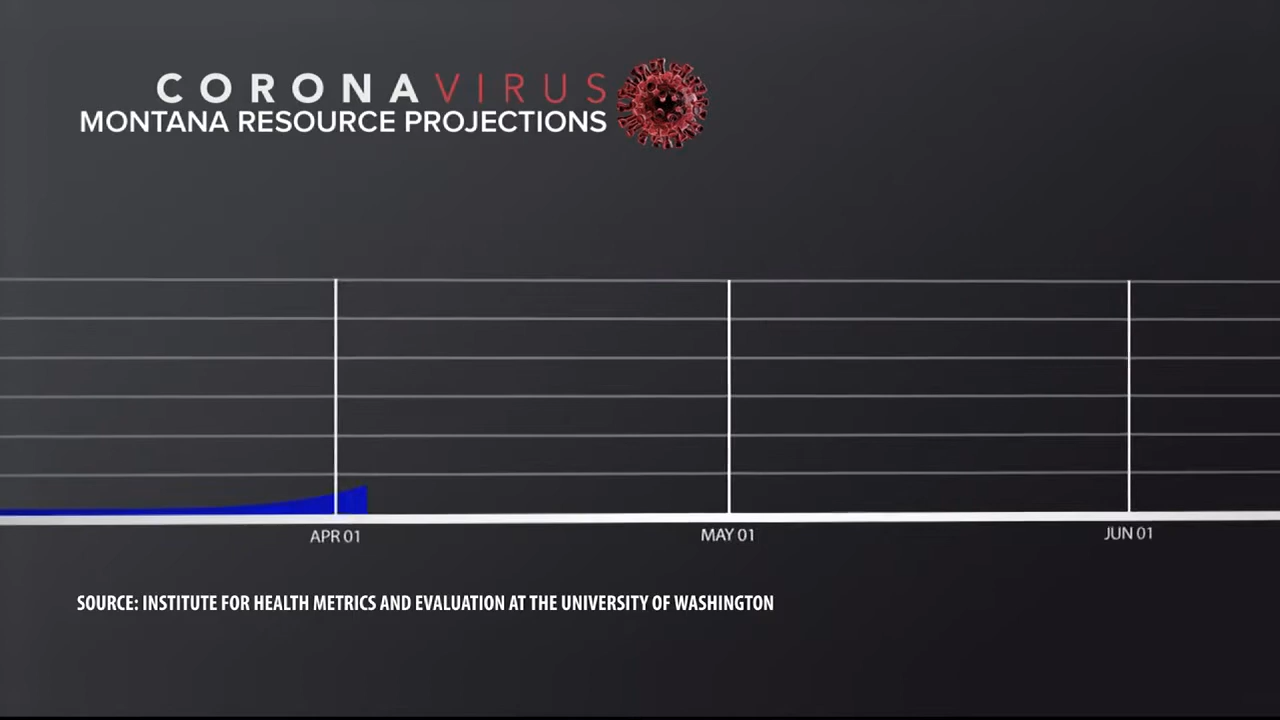 CORONAVIRUS
MONTANA RESOURCE PROJECTIONS
APR 01
MAY 01
JUN 01
SOURCE: INSTITUTE FOR HEALTH METRICS AND EVALUATION AT THE UNIVERSITY OF WASHINGTON